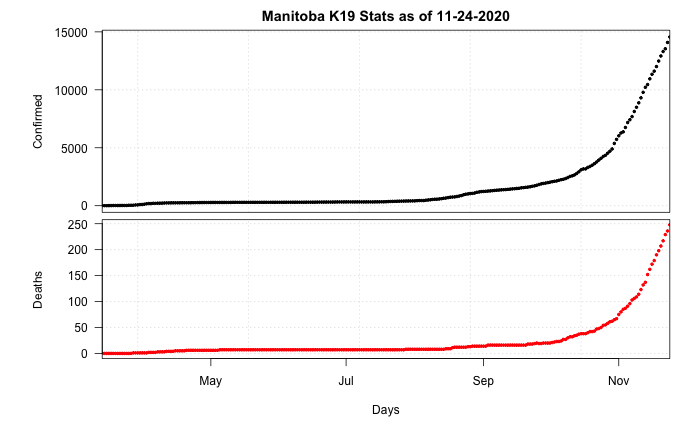 Manitoba K19 Stats as of 11-24-2020
15000
10000
5000
0
Confirmed
250
200
150
100
50
0
Deaths
May Jul Sep Nov
Days